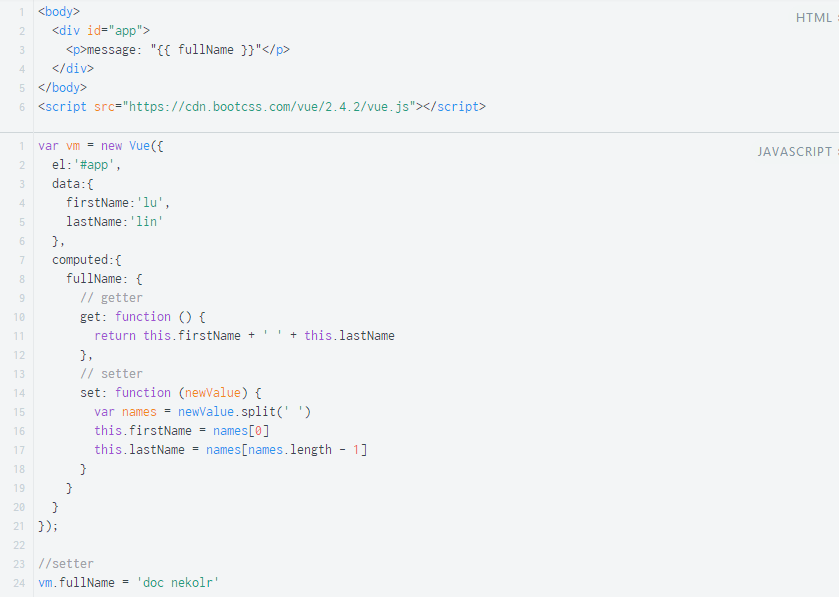 HTML
1 <body>
2   <div id="app">
3     <p>message: "{{ fullName }}"</p>
4   </div>
5 </body>
6 <script src="https://cdn.bootcss.com/vue/2.4.2/vue.js"></script>
JAVASCRIPT
1 var vm = new Vue({
2   el:'#app',
3   data:{
4     firstName:'lu',
5     lastName:'lin'
6   },
7   computed:{
8     fullName: {
9       // getter
10       get: function () {
11         return this.firstName + ' ' + this.lastName
12       },
13       // setter
14       set: function (newValue) {
15         var names = newValue.split(' ')
16         this.firstName = names[0]
17         this.lastName = names[names.length - 1]
18       }
19     }
20   }
21 });
22
23 //setter
24 vm.fullName = 'doc nekolr'